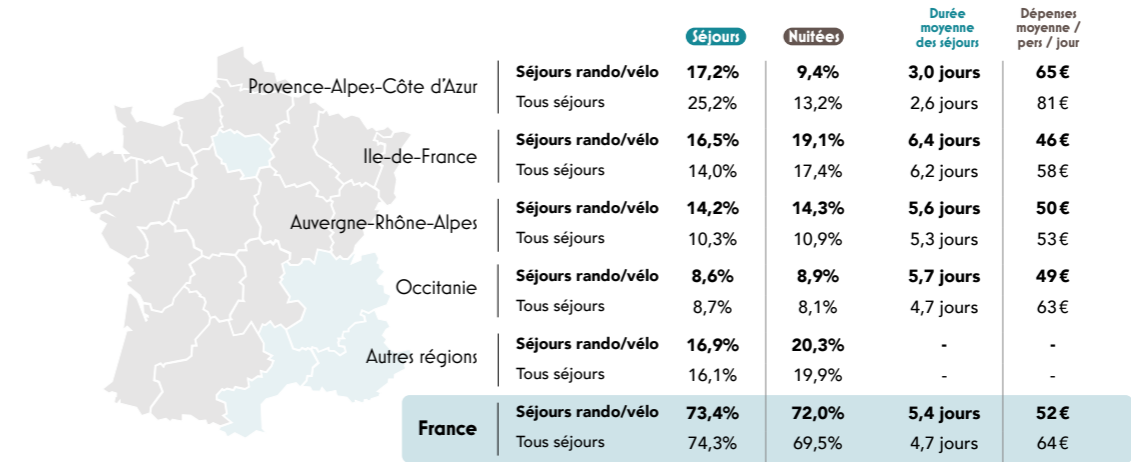 Séjours Nuitées Durée moyenne des séjours Dépenses moyenne / pers / jour
Provence-Alpes-Côte d'Azur
Séjours rando/vélo 17,2% 9,4% 3,0 jours 65 €
Tous séjours 25,2% 13,2% 2,6 jours 81 €
Ile-de-France
Séjours rando/vélo 16,5% 19,1% 6,4 jours 46 €
Tous séjours 14,0% 17,4% 6,2 jours 58 €
Auvergne-Rhône-Alpes
Séjours rando/vélo 14,2% 14,3% 5,6 jours 50 €
Tous séjours 10,3% 10,9% 5,3 jours 53 €
Occitanie
Séjours rando/vélo 8,6% 8,9% 5,7 jours 49 €
Tous séjours 8,7% 8,1% 4,7 jours 63 €
Autres régions
Séjours rando/vélo 16,9% 20,3% - -
Tous séjours 16,1% 19,9% - -
France
Séjours rando/vélo 73,4% 72,0% 5,4 jours 52 €
Tous séjours 74,3% 69,5% 4,7 jours 64 €